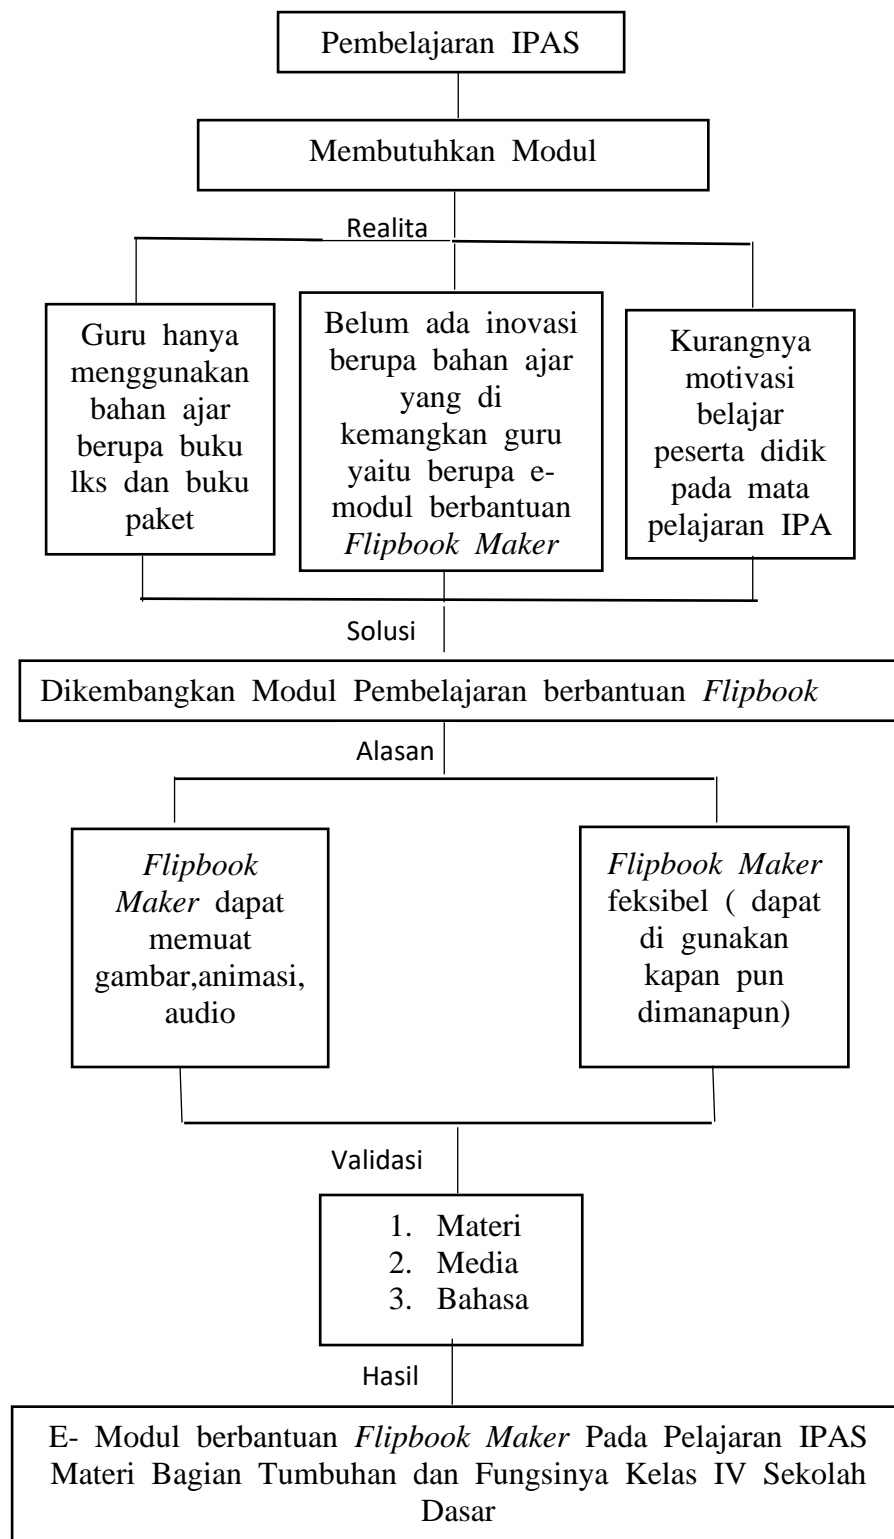 Pembelajaran IPAS
Membutuhkan Modul
Realita
Guru hanya
menggunakan
bahan ajar
berupa buku
lks dan buku
paket
Belum ada inovasi
berupa bahan ajar
yang di
kemangkan guru
yaitu berupa e-
modul berbantuan
Flipbook Maker
Kurangnya
motivasi
belajar
peserta didik
pada mata
pelajaran IPA
Solusi
Dikembangkan Modul Pembelajaran berbantuan Flipbook
Alasan
Flipbook
Maker dapat
memuat
gambar,animasi,
audio
Flipbook Maker
feksibel ( dapat
di gunakan
kapan pun
dimanapun)
Validasi
1. Materi
2. Media
3. Bahasa
Hasil
E- Modul berbantuan Flipbook Maker Pada Pelajaran IPAS
Materi Bagian Tumbuhan dan Fungsinya Kelas IV Sekolah
Dasar